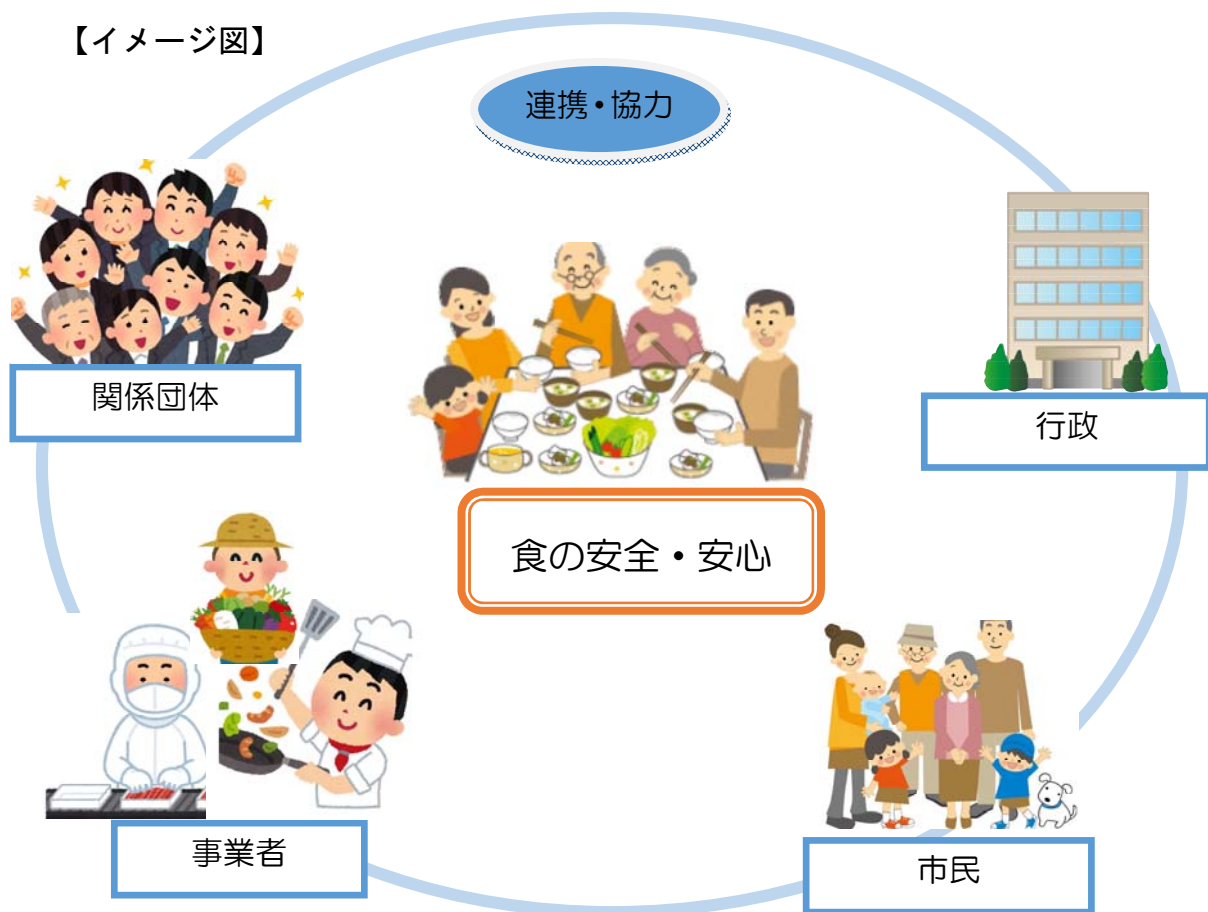 【イメージ図】
連携・協力
関係団体
行政
食の安全・安心
事業者
市民